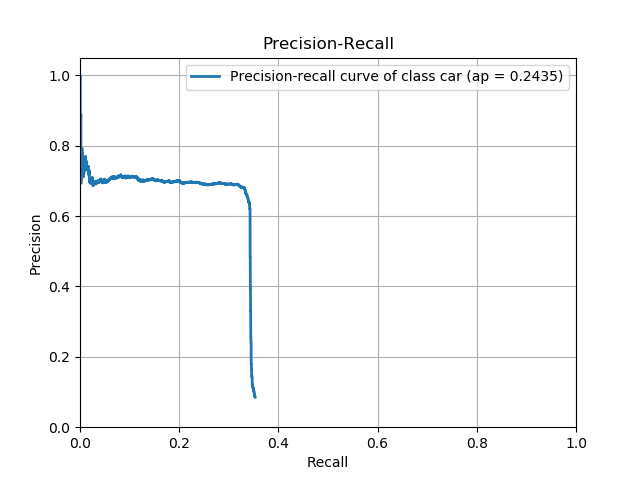 Precision-Recall
Precision-recall curve of class car (ap = 0.2435)
Precision
1.0
0.8
0.6
0.4
0.2
0.0
0.0 0.2 0.4 0.6 0.8 1.0
Recall